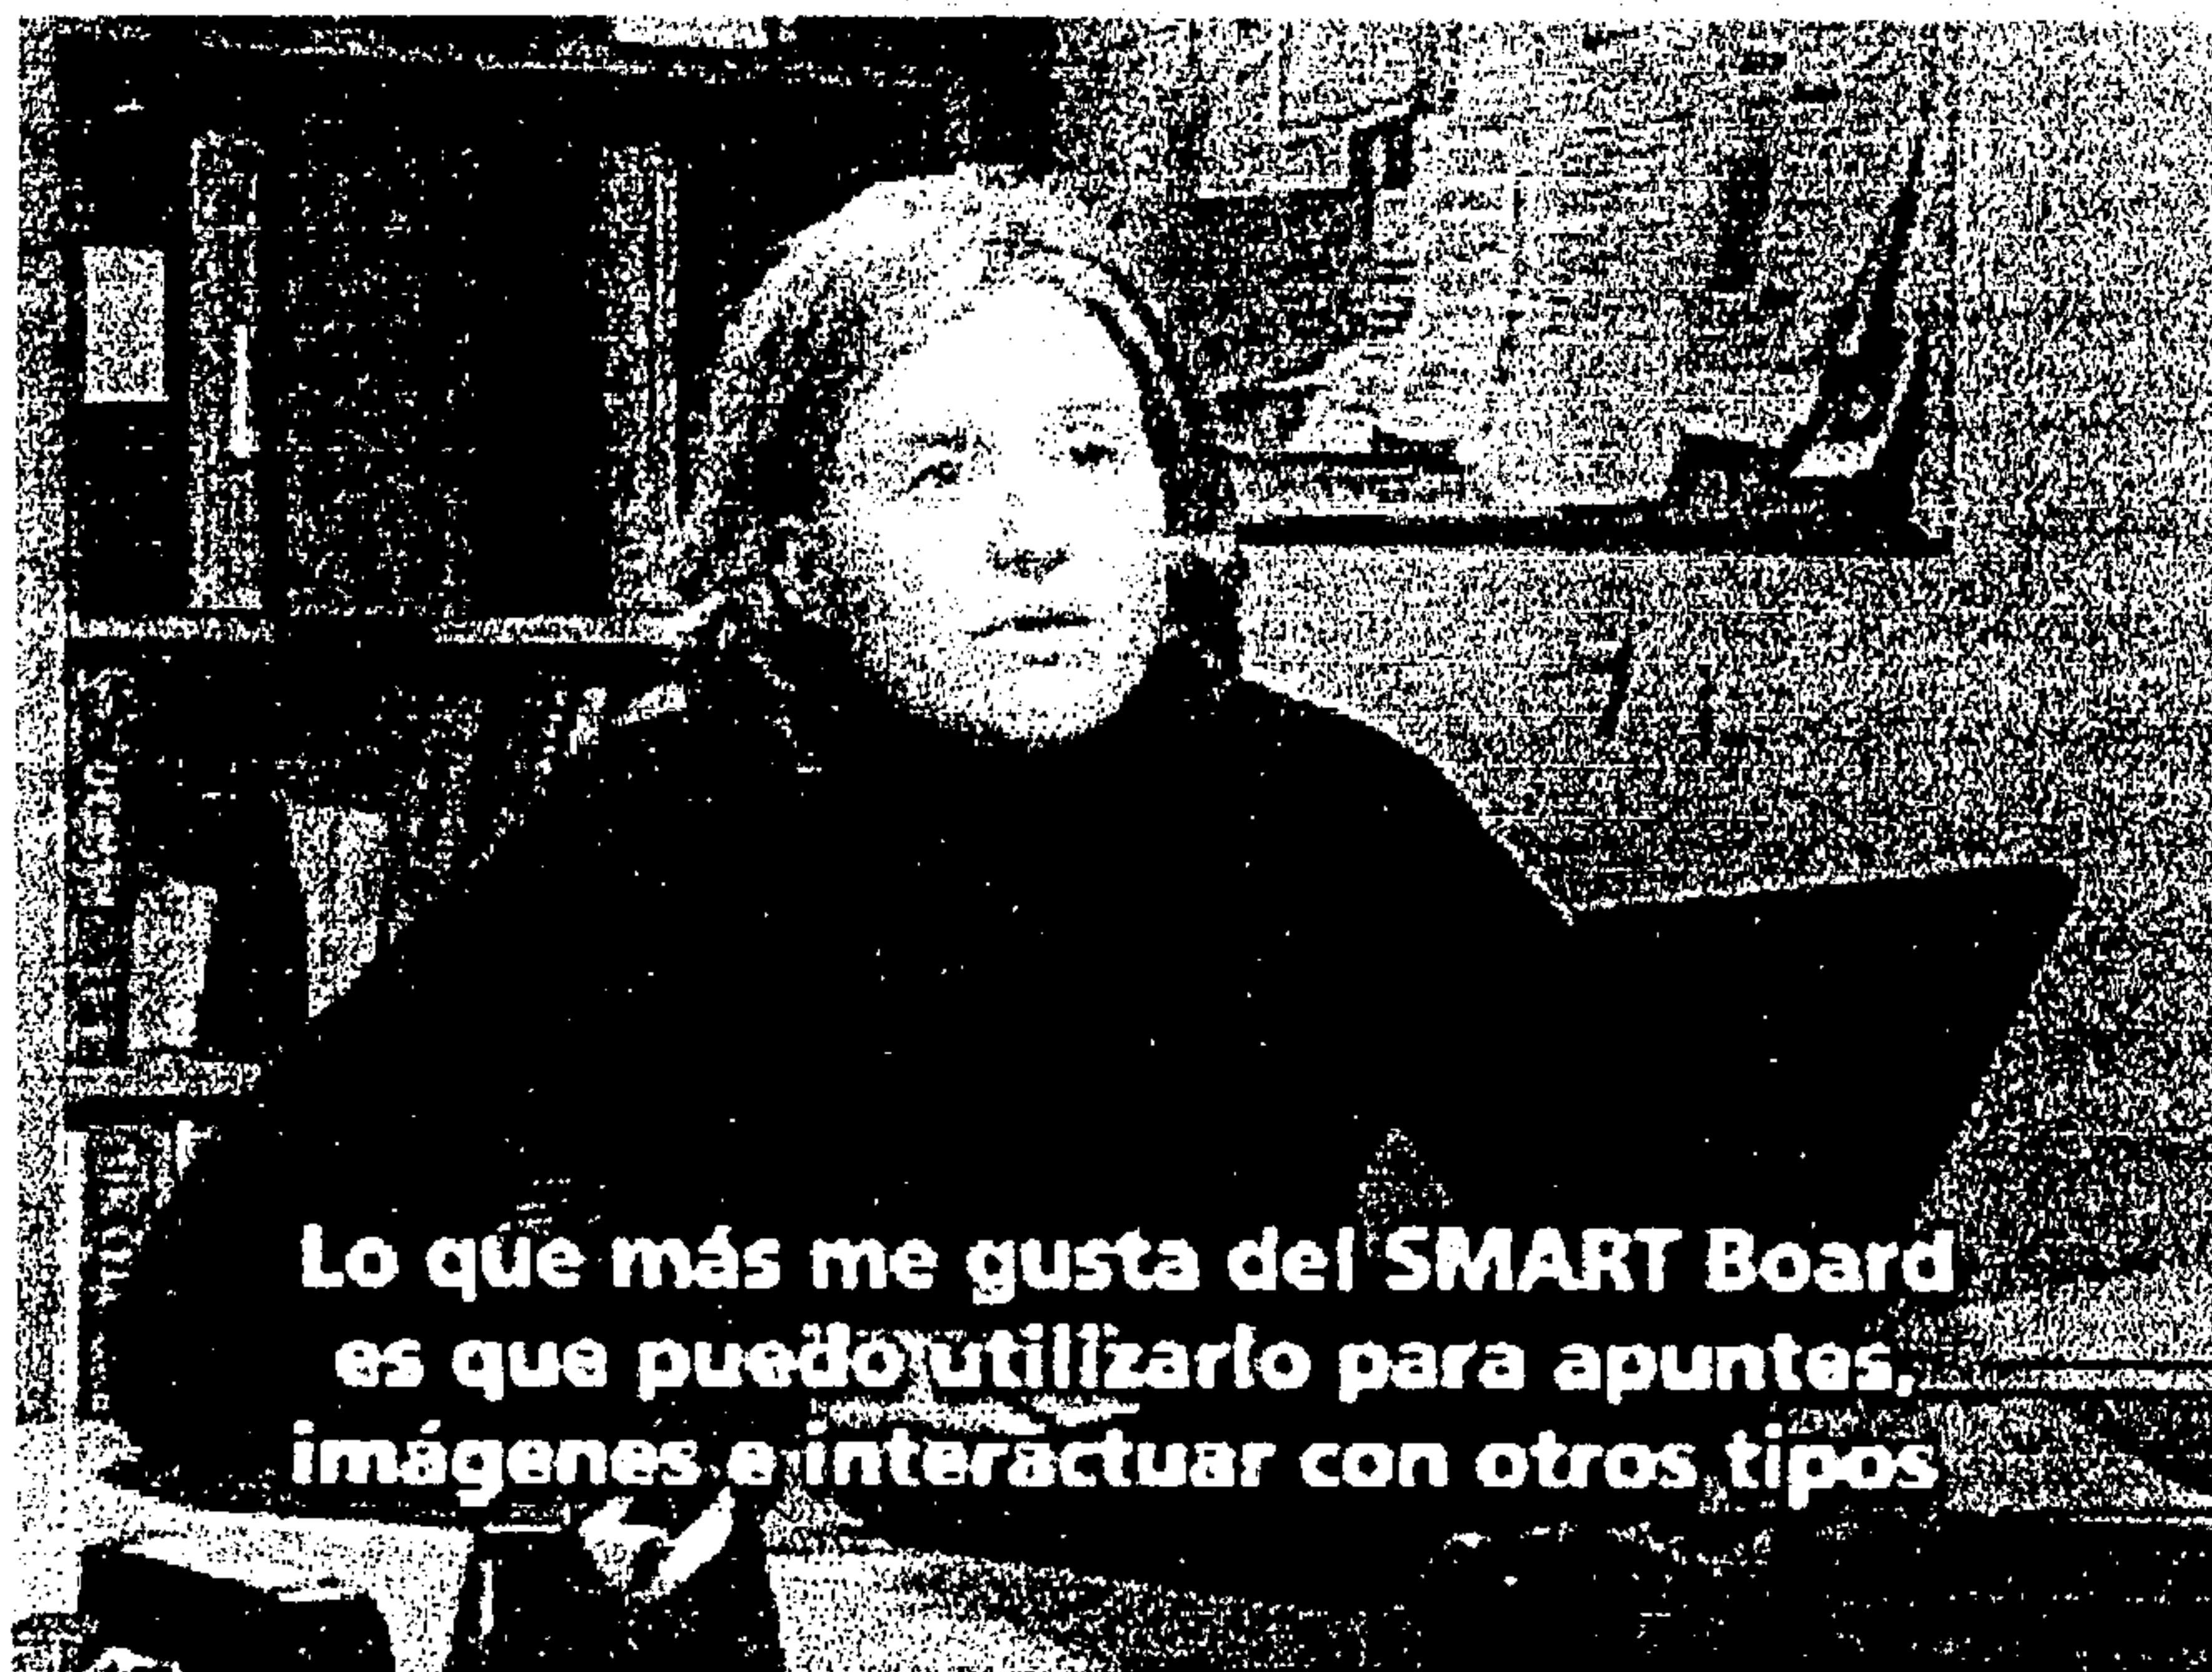 Lo que más me gusta del SMART Board
es que puedo utilizarlo para apuntes,
imágenes e interactuar con otros tipos